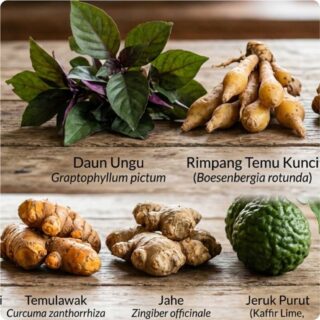 Daun Ungu
Graptophyllum pictum
Rimpang Temu Kunci
(Boesenbergia rotunda)
Temulawak
Curcuma zanthorrhiza
Jahe
Zingiber officinale
Jeruk Purut
(Kaffir Lime,